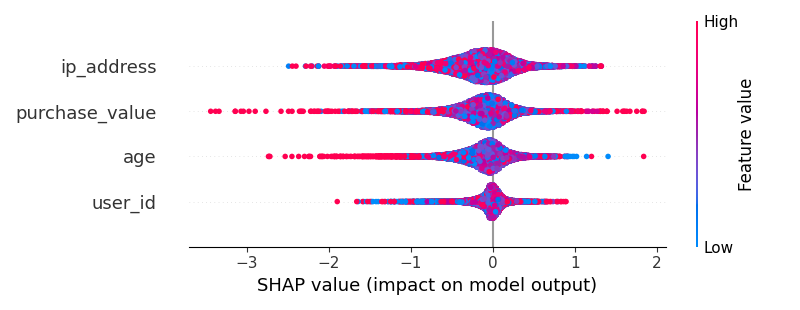 High
ip_address
purchase_value
age
user_id
Feature value
Low
−3 −2 −1 0 1 2
SHAP value (impact on model output)